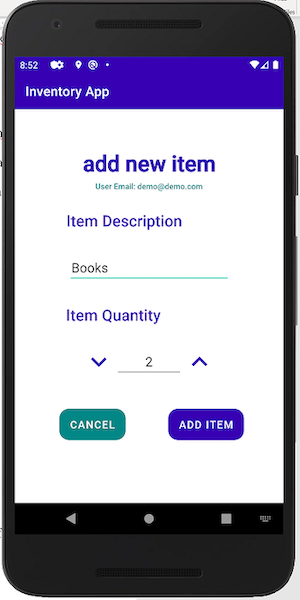 8:52
Inventory App
add new item
User Email: demo@demo.com
Item Description
Books
Item Quantity
2
CANCEL ADD ITEM